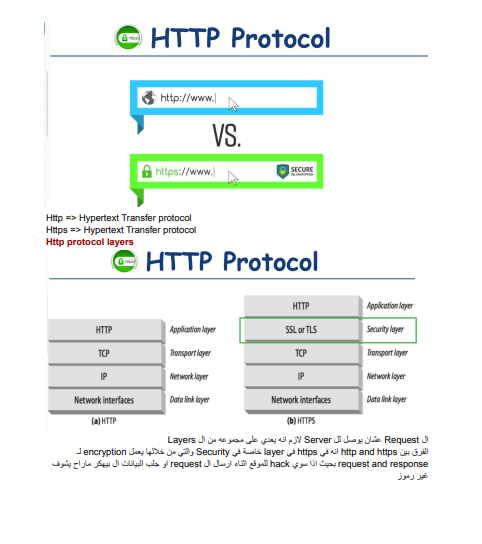 HTTP Protocol
http://www.
VS.
https://www.
SECURE
Http => Hypertext Transfer protocol
Https => Hypertext Transfer protocol
Http protocol layers
HTTP Protocol
HTTP Application layer
TCP Transport layer
IP Network layer
Network interfaces Data link layer
(a) HTTP
HTTP Application layer
SSL or TLS Security layer
TCP Transport layer
IP Network layer
Network interfaces Data link layer
(b) HTTPS
ال Request عشان يوصل لل Server لازم انه يعدي على مجموعه من ال Layers
الفرق بين http and https انه في https في layer خاصة في Security والتي من خلالها يعمل encryption لـ
request and response بحيث اذا سوي hack للموقع اثناء ارسال ال request او جلب البيانات ال بيهكر ماراح يشوف
غير رموز